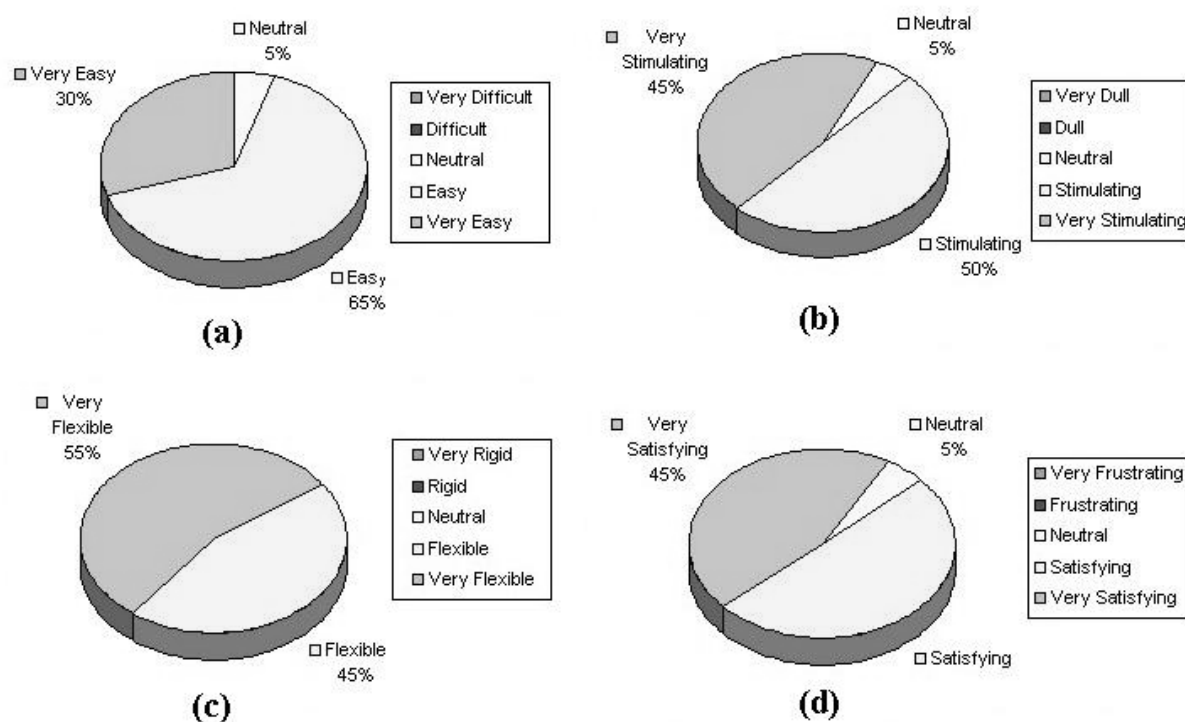 Neutral
5%
Very Easy
30%
Very Difficult
Difficult
Neutral
Easy
Very Easy
Easy
65%
(a)
Very
Stimulating
45%
Neutral
5%
Very Dull
Dull
Neutral
Stimulating
Very Stimulating
Stimulating
50%
(b)
Very
Flexible
55%
Very Rigid
Rigid
Neutral
Flexible
Very Flexible
Flexible
45%
(c)
Very
Satisfying
45%
Neutral
5%
Very Frustrating
Frustrating
Neutral
Satisfying
Very Satisfying
Satisfying
(d)